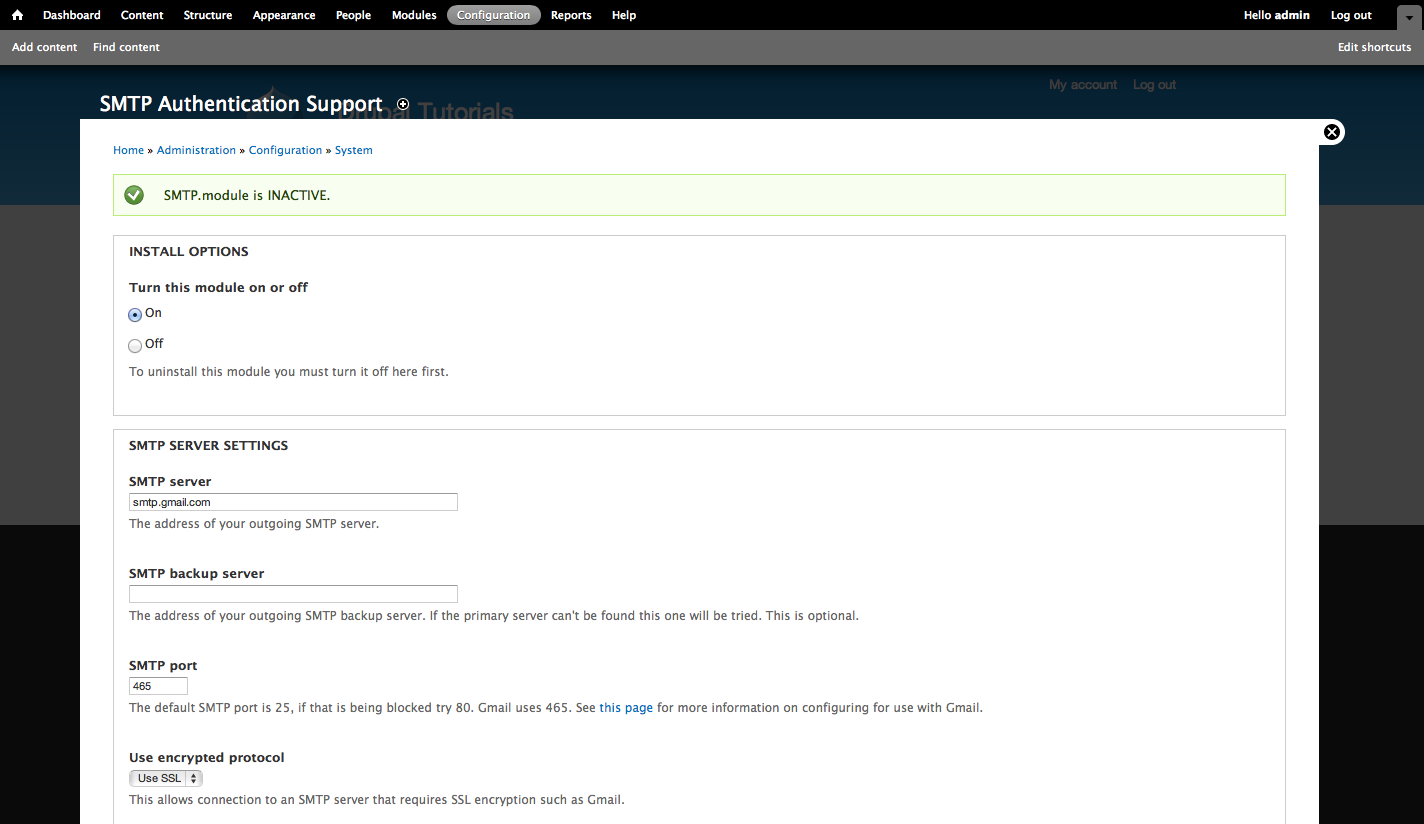 Dashboard Content Structure Appearance People Modules Configuration Reports Help Hello admin Log out
Add content Find content Edit shortcuts
My account Log out
SMTP Authentication Support
Drupal Tutorials
Home » Administration » Configuration » System
SMTP.module is INACTIVE.
INSTALL OPTIONS
Turn this module on or off
On
Off
To uninstall this module you must turn it off here first.
SMTP SERVER SETTINGS
SMTP server
smtp.gmail.com
The address of your outgoing SMTP server.
SMTP backup server
The address of your outgoing SMTP backup server. If the primary server can't be found this one will be tried. This is optional.
SMTP port
465
The default SMTP port is 25, if that is being blocked try 80. Gmail uses 465. See this page for more information on configuring for use with Gmail.
Use encrypted protocol
Use SSL
This allows connection to an SMTP server that requires SSL encryption such as Gmail.